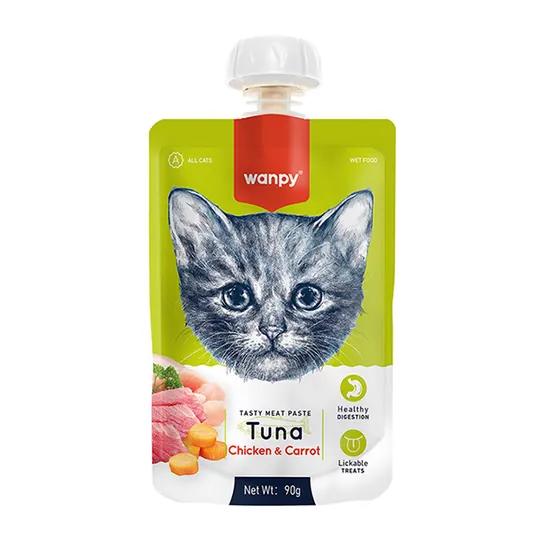 wanpy®
A ALL CATS
WET FOOD
TASTY MEAT PASTE
Tuna
Chicken & Carrot
Healthy
DIGESTION
Lickable
TREATS
Net Wt: 90g